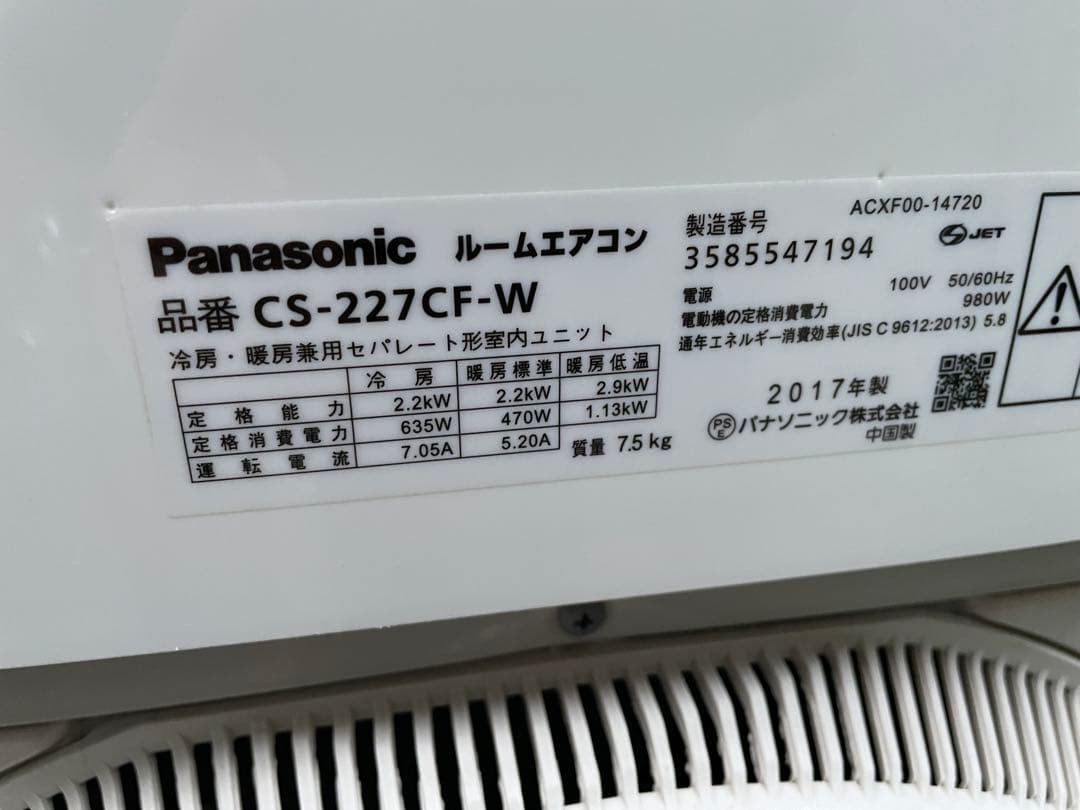 Panasonic ルームエアコン
品番 CS-227CF-W
冷房・暖房兼用セパレート形室内ユニット
冷房 暖房標準 暖房低温
定格能力 2.2kW 2.2kW 2.9kW
定格消費電力 635W 470W 1.13kW
運転電流 7.05A 5.20A
質量 7.5kg
ACXF00-14720
製造番号
3585547194
JET
電源 100V 50/60Hz
電動機の定格消費電力 980W
通年エネルギー消費効率(JIS C 9612:2013) 5.8
2017年製
PSE パナソニック株式会社
中国製